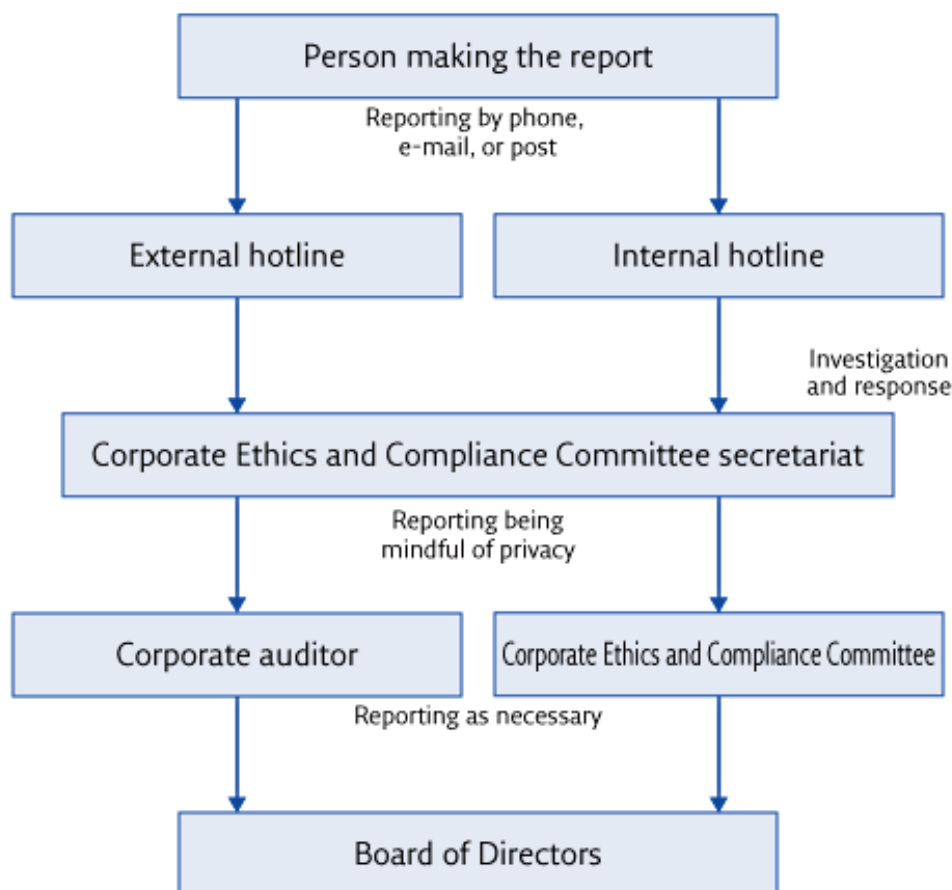 Person making the report
Reporting by phone,
e-mail, or post
External hotline
Internal hotline
Investigation
and response
Corporate Ethics and Compliance Committee secretariat
Reporting being
mindful of privacy
Corporate auditor
Corporate Ethics and Compliance Committee
Reporting as necessary
Board of Directors